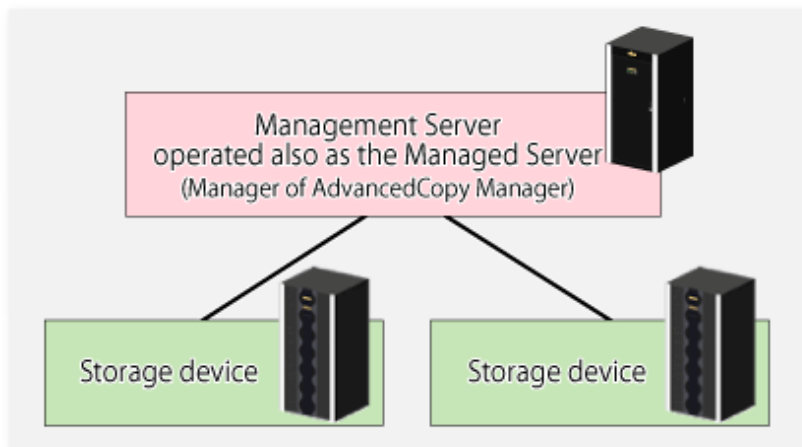 Management Server
operated also as the Managed Server
(Manager of AdvancedCopy Manager)
Storage device
Storage device